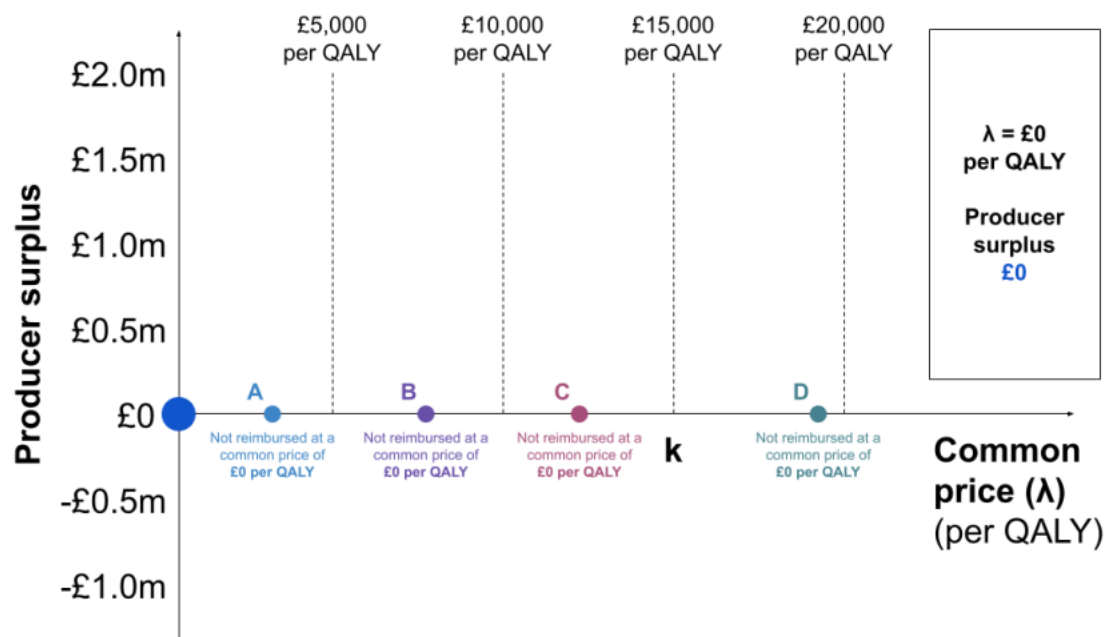 £5,000
per QALY
£10,000
per QALY
£15,000
per QALY
£20,000
per QALY
£2.0m
£1.5m
£1.0m
£0.5m
£0
-£0.5m
-£1.0m
Producer surplus
λ = £0
per QALY
Producer
surplus
£0
A
B
C
D
Not reimbursed at a
common price of
£0 per QALY
Not reimbursed at a
common price of
£0 per QALY
Not reimbursed at a
common price of
£0 per QALY
k
Not reimbursed at a
common price of
£0 per QALY
Common
price (λ)
(per QALY)